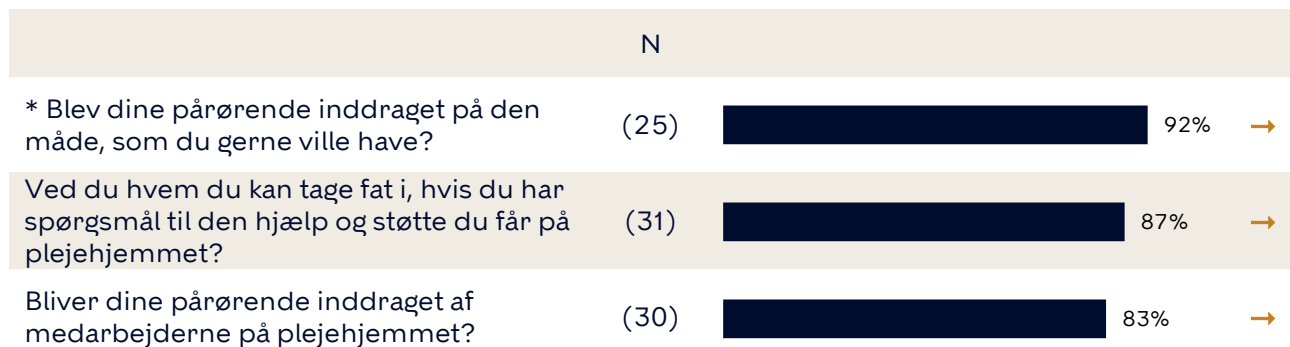 N
* Blev dine pårørende inddraget på den
måde, som du gerne ville have?
(25)
92%
→
Ved du hvem du kan tage fat i, hvis du har
spørgsmål til den hjælp og støtte du får på
plejehjemmet?
(31)
87%
→
Bliver dine pårørende inddraget af
medarbejderne på plejehjemmet?
(30)
83%
→